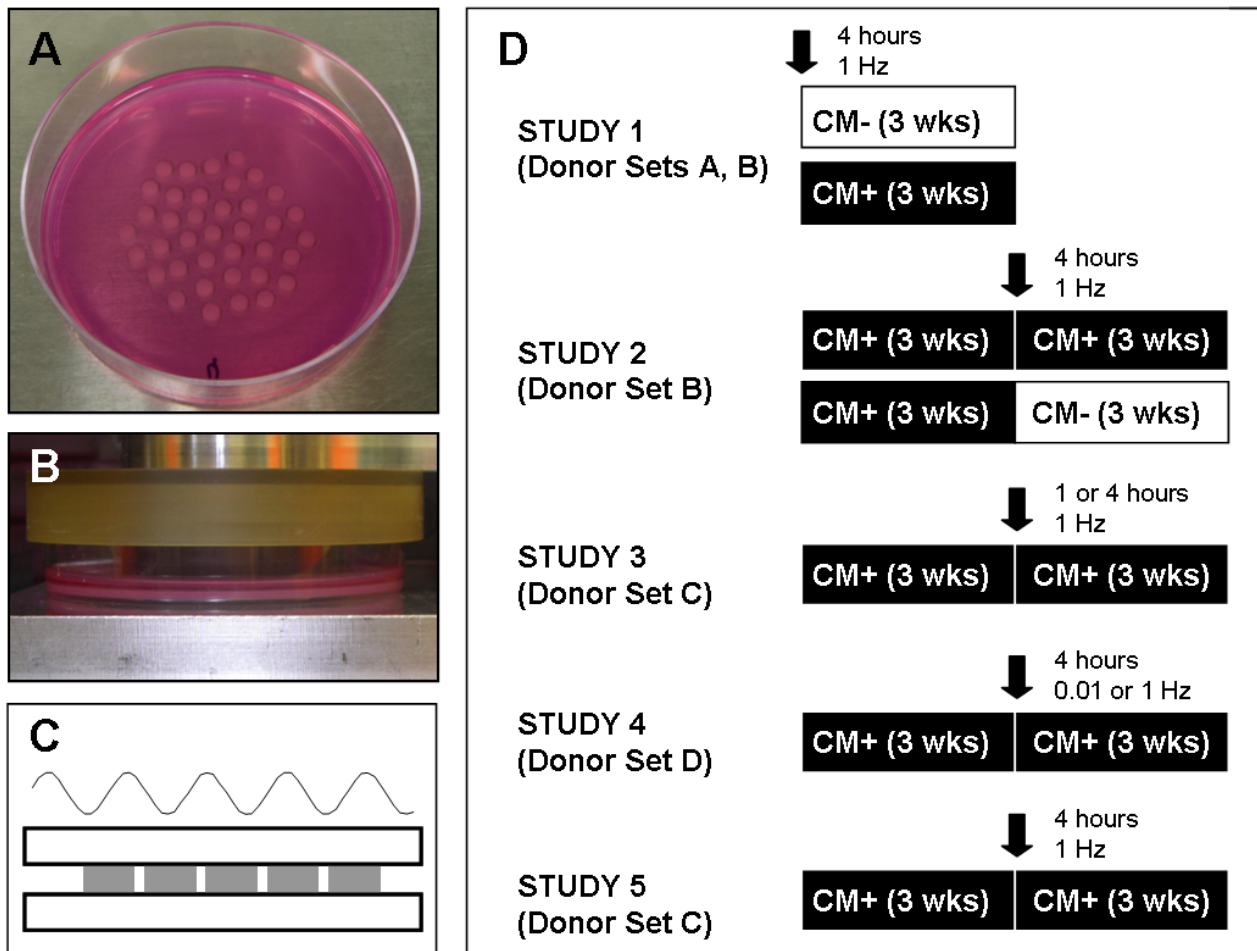 A
B
C
D
4 hours
1 Hz
STUDY 1
(Donor Sets A, B)
CM- (3 wks)
CM+ (3 wks)
4 hours
1 Hz
STUDY 2
(Donor Set B)
CM+ (3 wks) CM+ (3 wks)
CM+ (3 wks) CM- (3 wks)
1 or 4 hours
1 Hz
STUDY 3
(Donor Set C)
CM+ (3 wks) CM+ (3 wks)
4 hours
0.01 or 1 Hz
STUDY 4
(Donor Set D)
CM+ (3 wks) CM+ (3 wks)
4 hours
1 Hz
STUDY 5
(Donor Set C)
CM+ (3 wks) CM+ (3 wks)